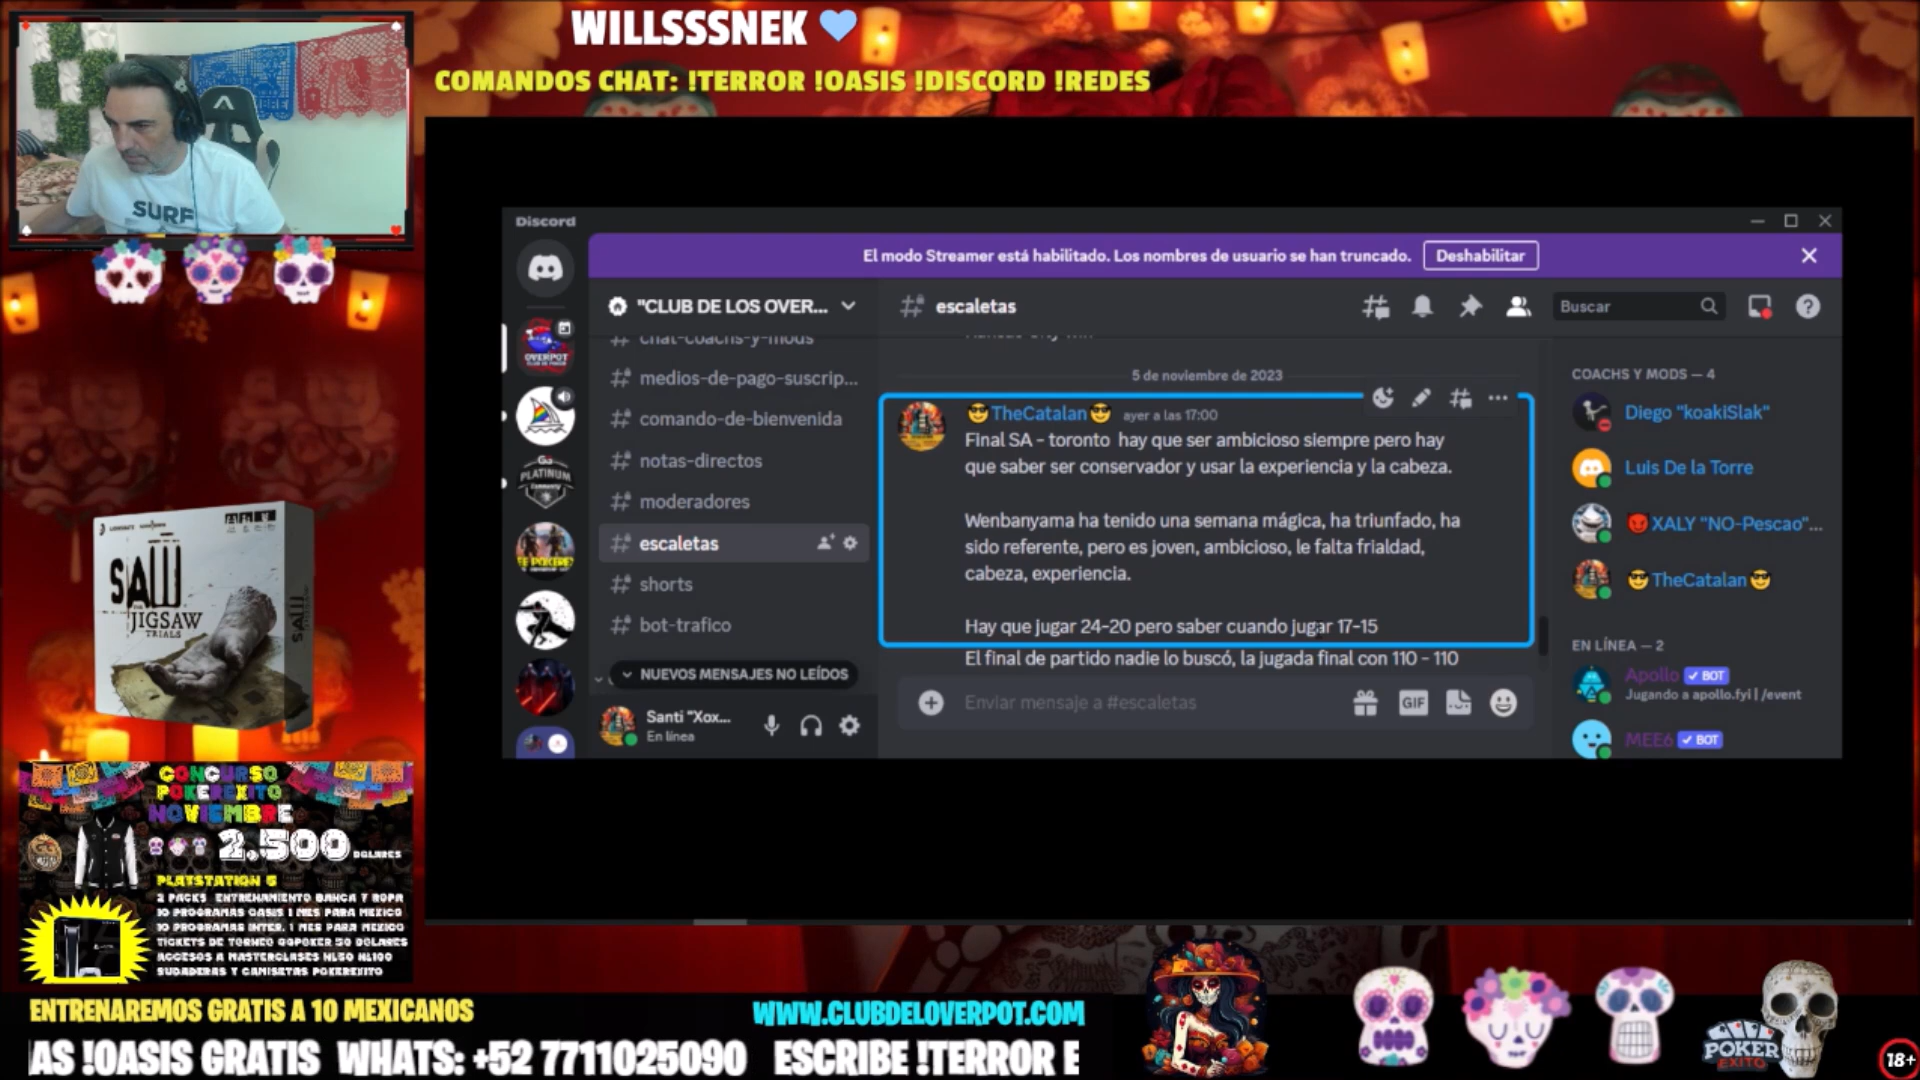 WILLSSSNEK
COMANDOS CHAT: !TERROR !OASIS !DISCORD !REDES
SURF
Discord
El modo Streamer está habilitado. Los nombres de usuario se han truncado.
Deshabilitar
"CLUB DE LOS OVER...
escaletas
Buscar
chat-coachs-y-mods
medios-de-pago-suscrip...
comando-de-bienvenida
notas-directos
moderadores
escaletas
shorts
bot-trafico
NUEVOS MENSAJES NO LEÍDOS
Santi "Xox...
En línea
OVERPOT
PLATINUM
5 de noviembre de 2023
TheCatalan ayer a las 17:00
Final SA - toronto hay que ser ambicioso siempre pero hay
que saber ser conservador y usar la experiencia y la cabeza.
Wenbanyama ha tenido una semana mágica, ha triunfado, ha
sido referente, pero es joven, ambicioso, le falta frialdad,
cabeza, experiencia.
Hay que jugar 24-20 pero saber cuando jugar 17-15
El final de partido nadie lo buscó, la jugada final con 110 - 110
Enviar mensaje a #escaletas
GIF
COACHS Y MODS — 4
Diego "koakiSlak"
Luis De la Torre
XALY "NO-Pescao"...
TheCatalan
EN LÍNEA — 2
Apollo BOT
Jugando a apollo.fyi | /event
MEE6 BOT
SAW
JIGSAW
TRIALS
SAW
CONCURSO
POKEREXITO
NOVIEMBRE
2.500 DOLARES
PLAYSTATION 5
2 PACKS ENTRENAMIENTO BANCA Y ROPA
10 PROGRAMAS OASIS 1 MES PARA MEXICO
10 PROGRAMAS INTER. 1 MES PARA MEXICO
TICKETS DE TORNEO GGPOKER 50 DOLARES
ACCESOS A MASTERCLASES NL50 NL100
SUDADERAS Y CAMISETAS POKEREXITO
ENTRENAREMOS GRATIS A 10 MEXICANOS
WWW.CLUBDELOVERPOT.COM
AS !OASIS GRATIS WHATS: +52 7711025090 ESCRIBE !TERROR E
POKER
EXITO
18+